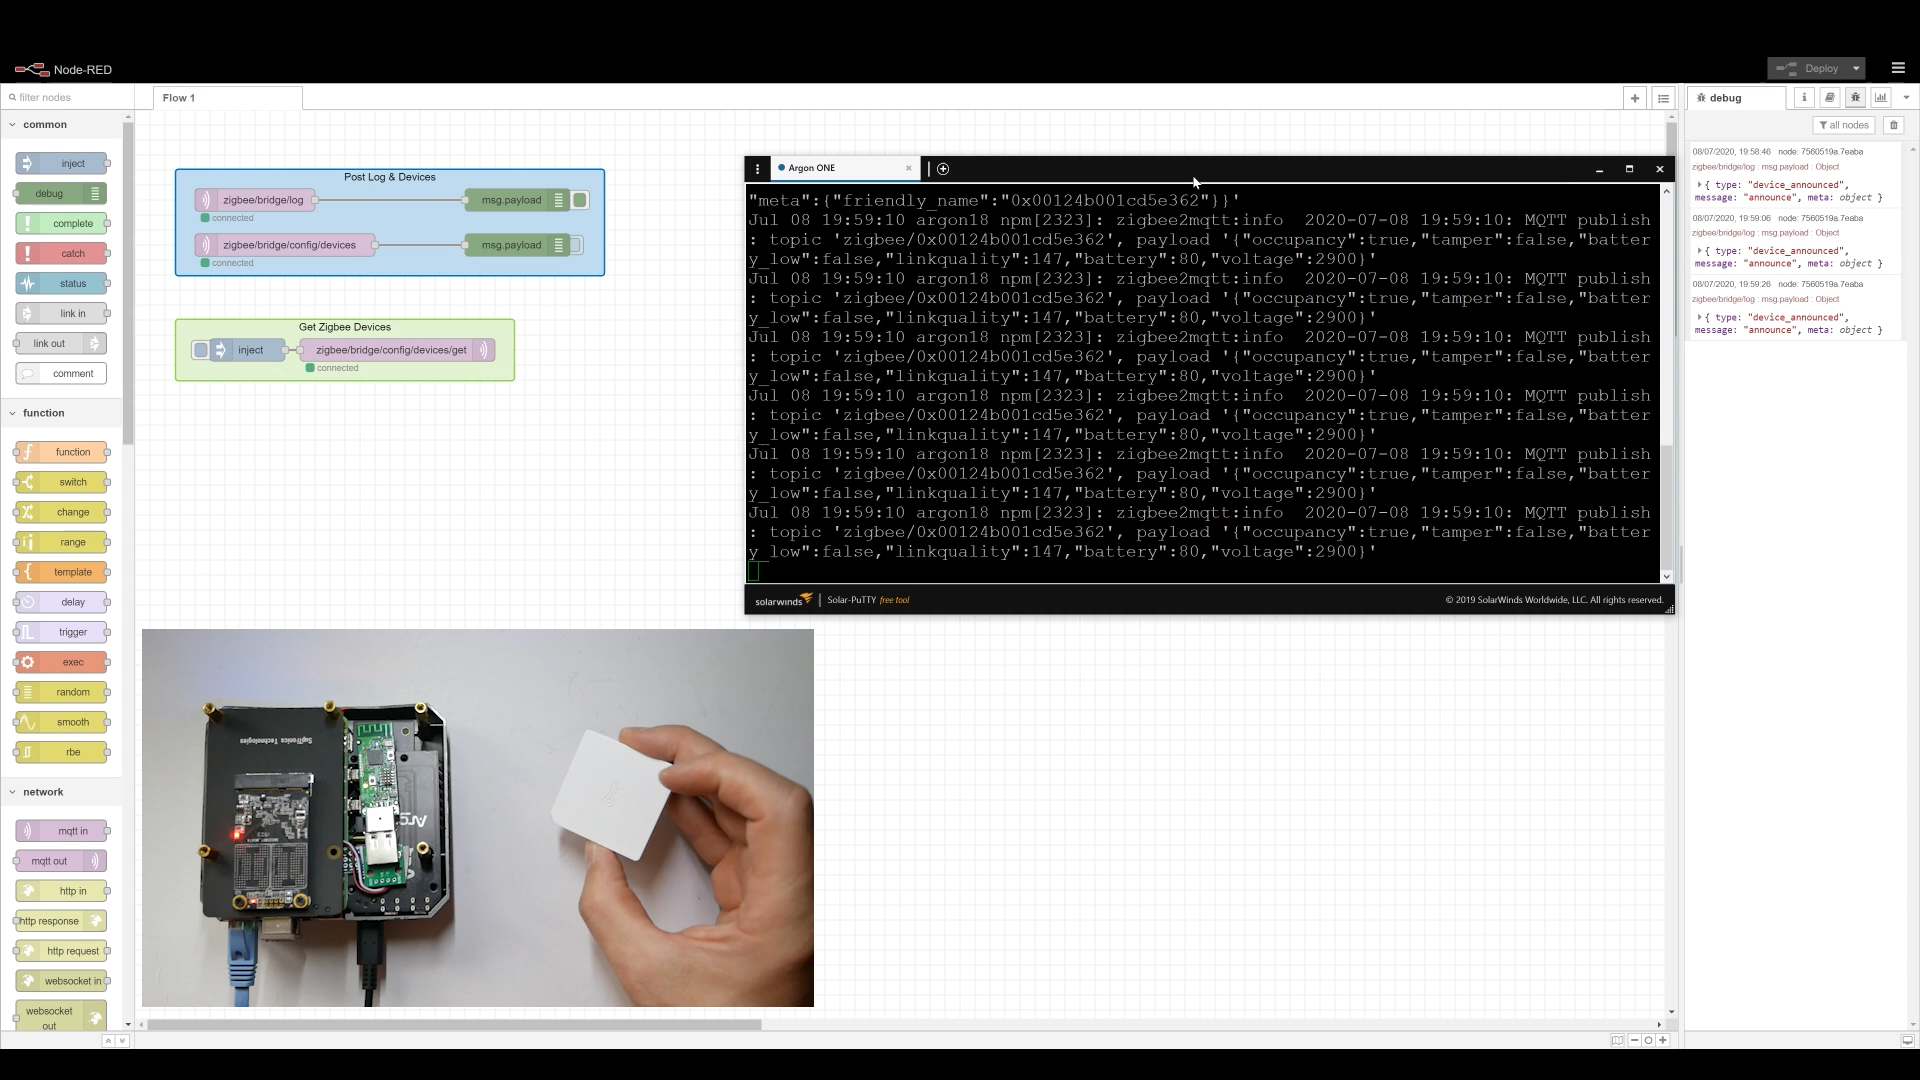 Node-RED
Deploy
filter nodes
Flow 1
debug
i
all nodes
common
inject
debug
complete
catch
status
link in
link out
comment
function
function
switch
change
range
template
delay
trigger
exec
random
smooth
rbe
network
mqtt in
mqtt out
http in
http response
http request
websocket in
websocket
out
Post Log & Devices
zigbee/bridge/log
msg.payload
connected
zigbee/bridge/config/devices
msg.payload
connected
Get Zigbee Devices
inject
zigbee/bridge/config/devices/get
connected
Argon ONE
"meta":{"friendly_name":"0x00124b001cd5e362"}}'
Jul 08 19:59:10 argon18 npm[2323]: zigbee2mqtt:info  2020-07-08 19:59:10: MQTT publish
: topic 'zigbee/0x00124b001cd5e362', payload '{"occupancy":true,"tamper":false,"batter
y_low":false,"linkquality":147,"battery":80,"voltage":2900}'
Jul 08 19:59:10 argon18 npm[2323]: zigbee2mqtt:info  2020-07-08 19:59:10: MQTT publish
: topic 'zigbee/0x00124b001cd5e362', payload '{"occupancy":true,"tamper":false,"batter
y_low":false,"linkquality":147,"battery":80,"voltage":2900}'
Jul 08 19:59:10 argon18 npm[2323]: zigbee2mqtt:info  2020-07-08 19:59:10: MQTT publish
: topic 'zigbee/0x00124b001cd5e362', payload '{"occupancy":true,"tamper":false,"batter
y_low":false,"linkquality":147,"battery":80,"voltage":2900}'
Jul 08 19:59:10 argon18 npm[2323]: zigbee2mqtt:info  2020-07-08 19:59:10: MQTT publish
: topic 'zigbee/0x00124b001cd5e362', payload '{"occupancy":true,"tamper":false,"batter
y_low":false,"linkquality":147,"battery":80,"voltage":2900}'
Jul 08 19:59:10 argon18 npm[2323]: zigbee2mqtt:info  2020-07-08 19:59:10: MQTT publish
: topic 'zigbee/0x00124b001cd5e362', payload '{"occupancy":true,"tamper":false,"batter
y_low":false,"linkquality":147,"battery":80,"voltage":2900}'
Jul 08 19:59:10 argon18 npm[2323]: zigbee2mqtt:info  2020-07-08 19:59:10: MQTT publish
: topic 'zigbee/0x00124b001cd5e362', payload '{"occupancy":true,"tamper":false,"batter
y_low":false,"linkquality":147,"battery":80,"voltage":2900}'
solarwinds
Solar-PuTTY free tool
© 2019 SolarWinds Worldwide, LLC. All rights reserved.
SupTronics Technologies
08/07/2020, 19:58:46 node: 7560519a.7eaba
zigbee/bridge/log : msg.payload : Object
{ type: "device_announced",
message: "announce", meta: object }
08/07/2020, 19:59:06 node: 7560519a.7eaba
zigbee/bridge/log : msg.payload : Object
{ type: "device_announced",
message: "announce", meta: object }
08/07/2020, 19:59:26 node: 7560519a.7eaba
zigbee/bridge/log : msg.payload : Object
{ type: "device_announced",
message: "announce", meta: object }